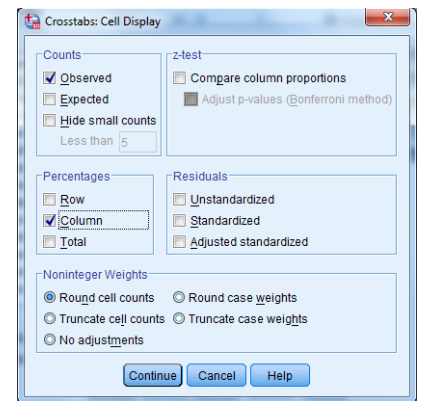 Crosstabs: Cell Display
Counts
Observed
Expected
Hide small counts
Less than 5
z-test
Compare column proportions
Adjust p-values (Bonferroni method)
Percentages
Row
Column
Total
Residuals
Unstandardized
Standardized
Adjusted standardized
Noninteger Weights
Round cell counts
Round case weights
Truncate cell counts
Truncate case weights
No adjustments
Continue
Cancel
Help